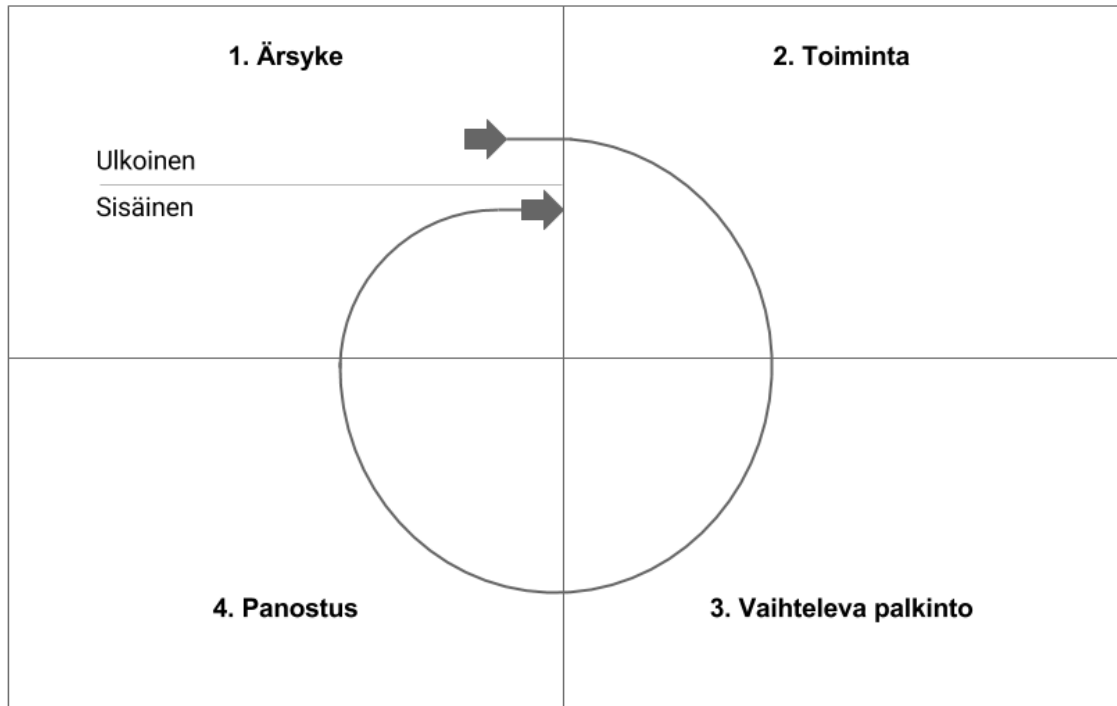 1. Ärsyke
2. Toiminta
Ulkoinen
Sisäinen
4. Panostus
3. Vaihteleva palkinto